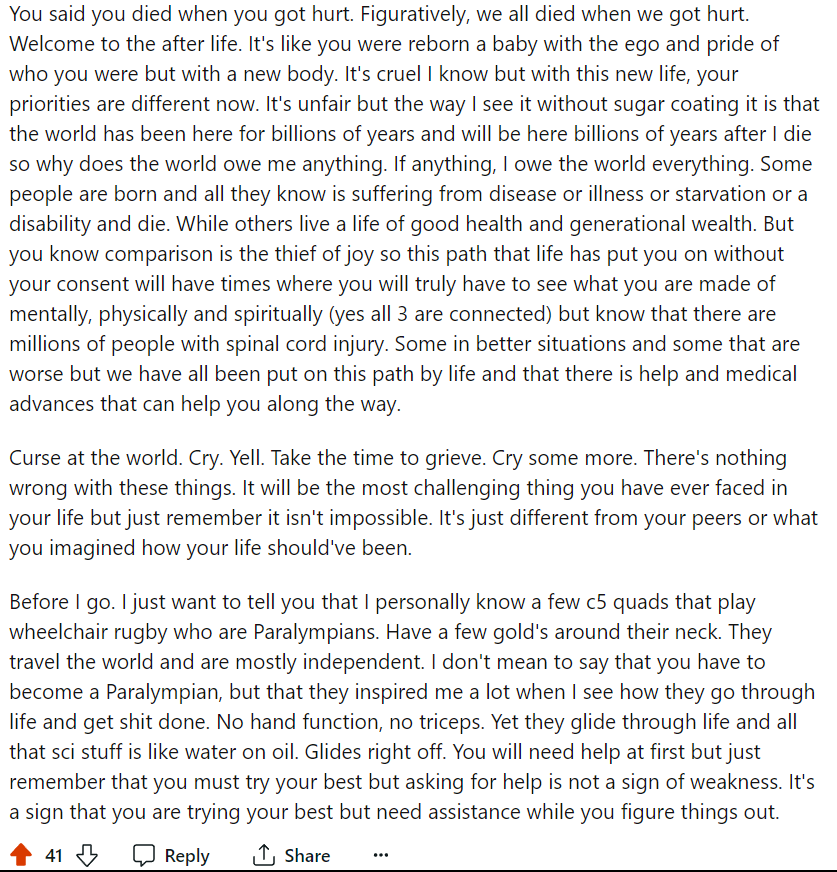 You said you died when you got hurt. Figuratively, we all died when we got hurt.
Welcome to the after life. It's like you were reborn a baby with the ego and pride of
who you were but with a new body. It's cruel I know but with this new life, your
priorities are different now. It's unfair but the way I see it without sugar coating it is that
the world has been here for billions of years and will be here billions of years after I die
so why does the world owe me anything. If anything, I owe the world everything. Some
people are born and all they know is suffering from disease or illness or starvation or a
disability and die. While others live a life of good health and generational wealth. But
you know comparison is the thief of joy so this path that life has put you on without
your consent will have times where you will truly have to see what you are made of
mentally, physically and spiritually (yes all 3 are connected) but know that there are
millions of people with spinal cord injury. Some in better situations and some that are
worse but we have all been put on this path by life and that there is help and medical
advances that can help you along the way.
Curse at the world. Cry. Yell. Take the time to grieve. Cry some more. There's nothing
wrong with these things. It will be the most challenging thing you have ever faced in
your life but just remember it isn't impossible. It's just different from your peers or what
you imagined how your life should've been.
Before I go. I just want to tell you that I personally know a few c5 quads that play
wheelchair rugby who are Paralympians. Have a few gold's around their neck. They
travel the world and are mostly independent. I don't mean to say that you have to
become a Paralympian, but that they inspired me a lot when I see how they go through
life and get shit done. No hand function, no triceps. Yet they glide through life and all
that sci stuff is like water on oil. Glides right off. You will need help at first but just
remember that you must try your best but asking for help is not a sign of weakness. It's
a sign that you are trying your best but need assistance while you figure things out.
41 Reply Share ...